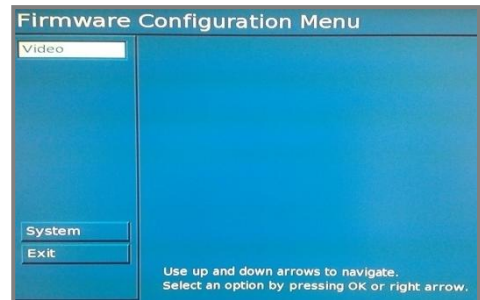 Firmware Configuration Menu
Video
System
Exit
Use up and down arrows to navigate.
Select an option by pressing OK or right arrow.